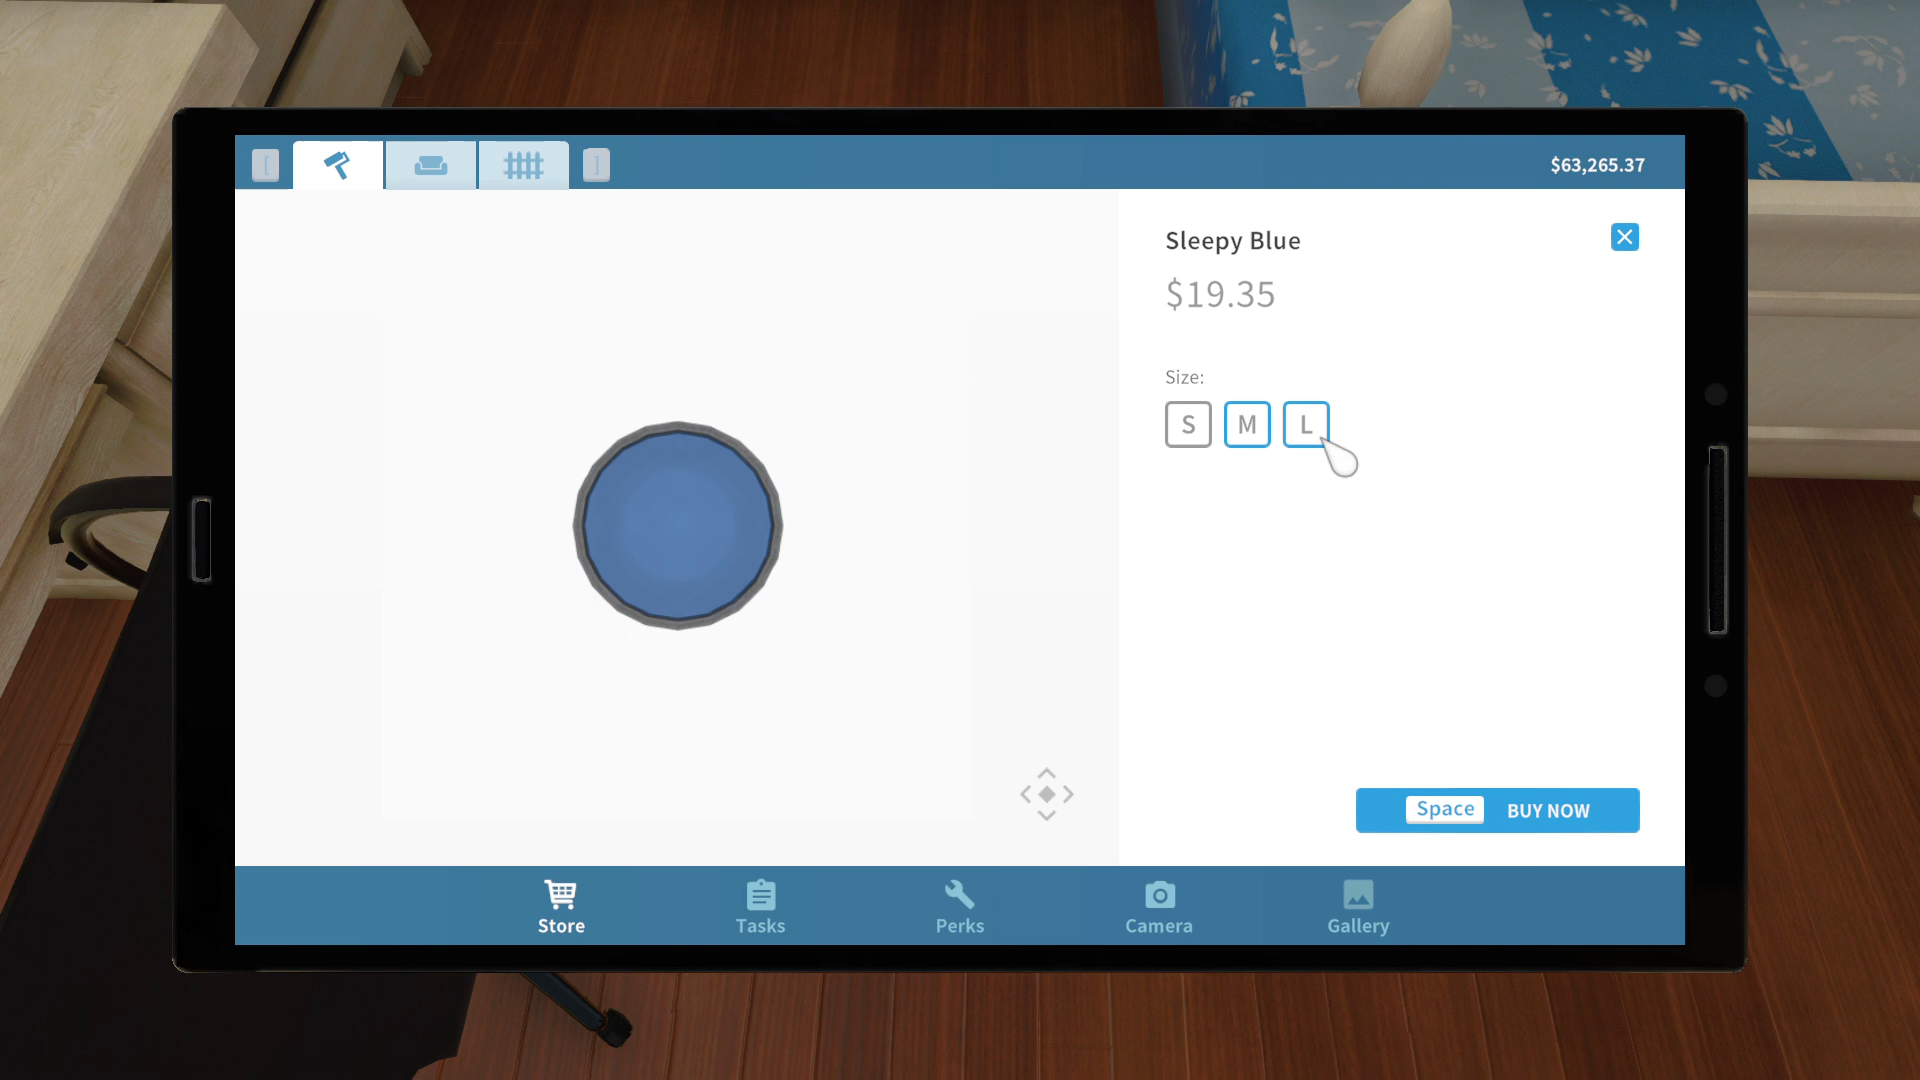 [
]
$63,265.37
Sleepy Blue
$19.35
Size:
S M L
Space BUY NOW
Store
Tasks
Perks
Camera
Gallery